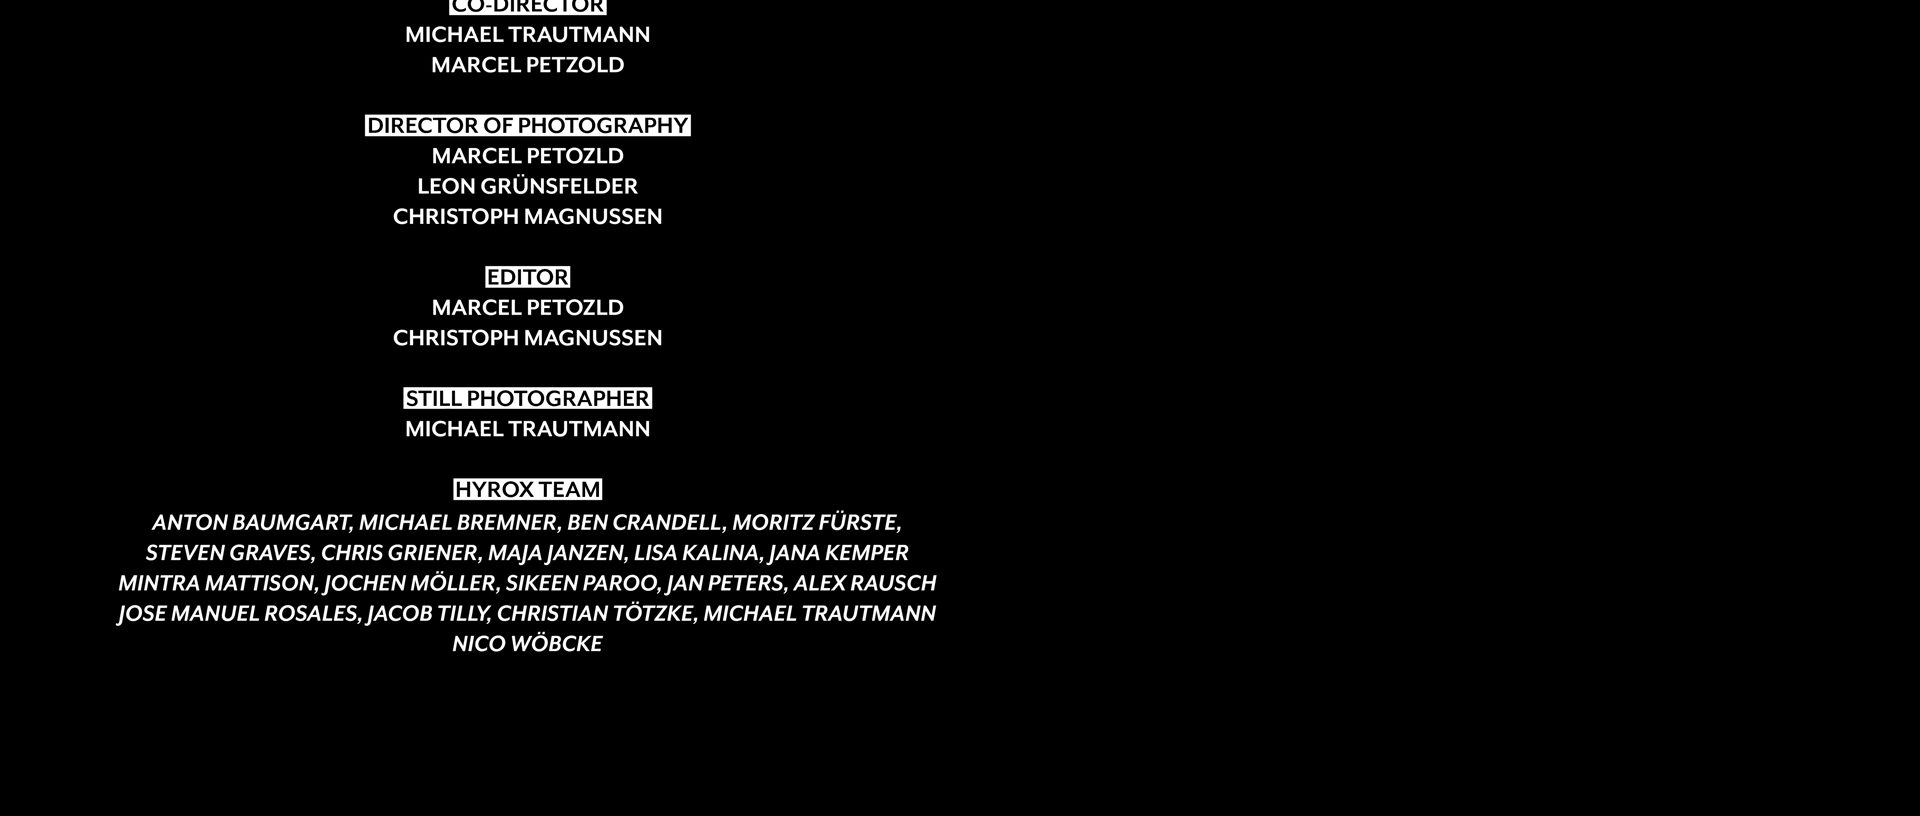 CO-DIRECTOR
MICHAEL TRAUTMANN
MARCEL PETZOLD
DIRECTOR OF PHOTOGRAPHY
MARCEL PETOZLD
LEON GRÜNSFELDER
CHRISTOPH MAGNUSSEN
EDITOR
MARCEL PETOZLD
CHRISTOPH MAGNUSSEN
STILL PHOTOGRAPHER
MICHAEL TRAUTMANN
HYROX TEAM
ANTON BAUMGART, MICHAEL BREMNER, BEN CRANDELL, MORITZ FÜRSTE,
STEVEN GRAVES, CHRIS GRIENER, MAJA JANZEN, LISA KALINA, JANA KEMPER
MINTRA MATTISON, JOCHEN MÖLLER, SIKEEN PAROO, JAN PETERS, ALEX RAUSCH
JOSE MANUEL ROSALES, JACOB TILLY, CHRISTIAN TÖTZKE, MICHAEL TRAUTMANN
NICO WÖBCKE